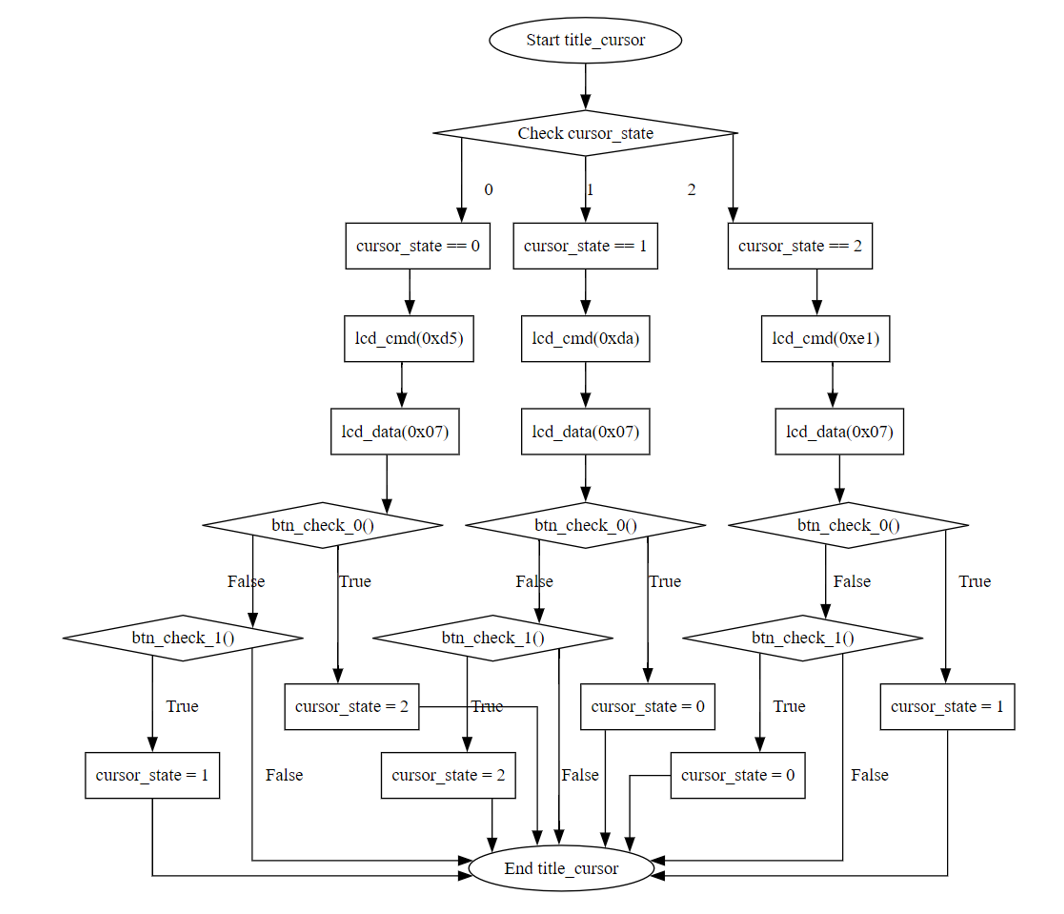 Start title_cursor
Check cursor_state
0
1
2
cursor_state == 0
cursor_state == 1
cursor_state == 2
lcd_cmd(0xd5)
lcd_cmd(0xda)
lcd_cmd(0xe1)
lcd_data(0x07)
lcd_data(0x07)
lcd_data(0x07)
btn_check_0()
btn_check_0()
btn_check_0()
False
True
False
True
False
True
btn_check_1()
btn_check_1()
btn_check_1()
True
cursor_state = 2
True
cursor_state = 0
True
cursor_state = 1
cursor_state = 1
False
cursor_state = 2
False
cursor_state = 0
False
End title_cursor